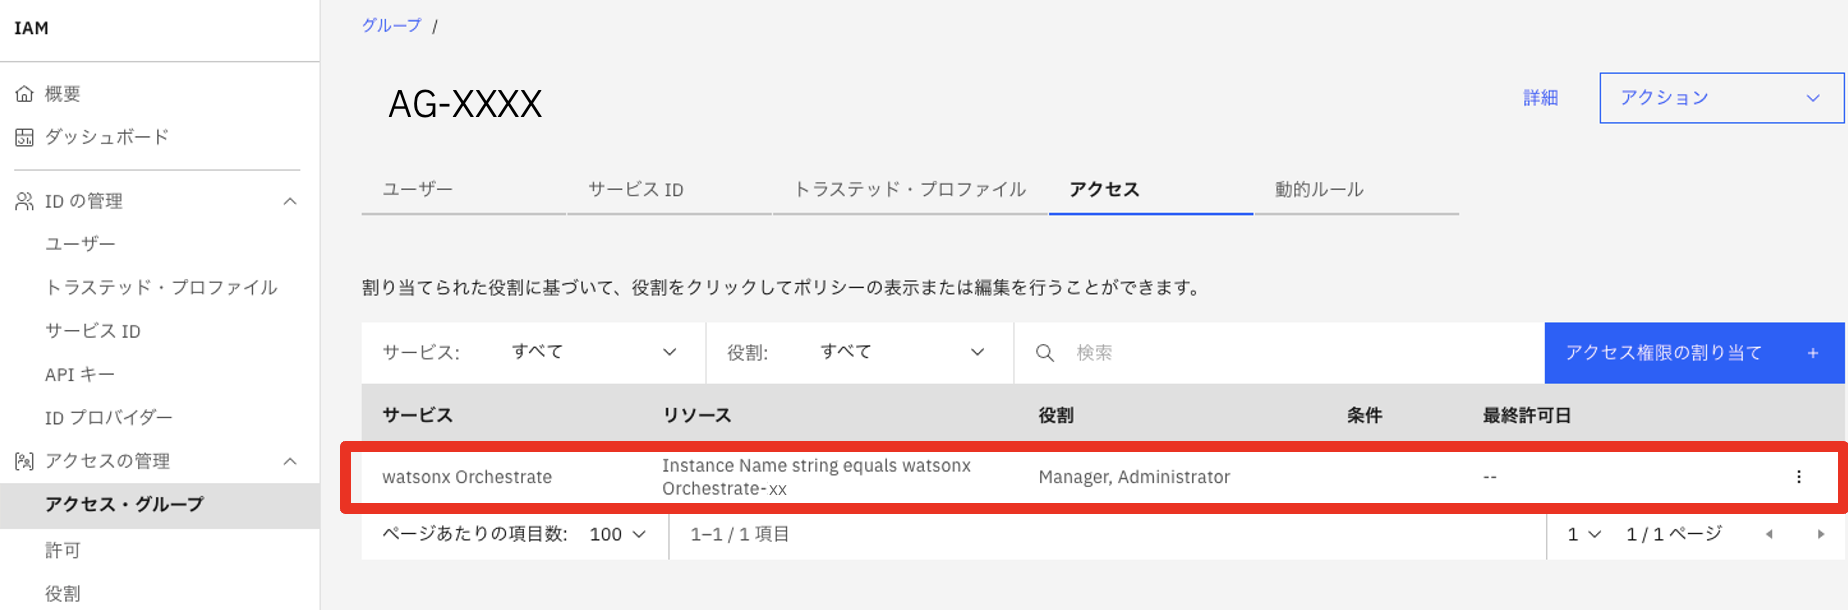 IAM
概要
ダッシュボード
ID の管理
ユーザー
トラステッド・プロファイル
サービス ID
API キー
ID プロバイダー
アクセスの管理
アクセス・グループ
許可
役割
グループ /
AG-XXXX
詳細
アクション
ユーザー サービス ID トラステッド・プロファイル アクセス 動的ルール
割り当てられた役割に基づいて、役割をクリックしてポリシーの表示または編集を行うことができます。
サービス: すべて 役割: すべて 検索 アクセス権限の割り当て +
サービス リソース 役割 条件 最終許可日
watsonx Orchestrate Instance Name string equals watsonx Manager, Administrator --
Orchestrate-xx
ページあたりの項目数: 100 1–1 / 1 項目 1 1 / 1 ページ